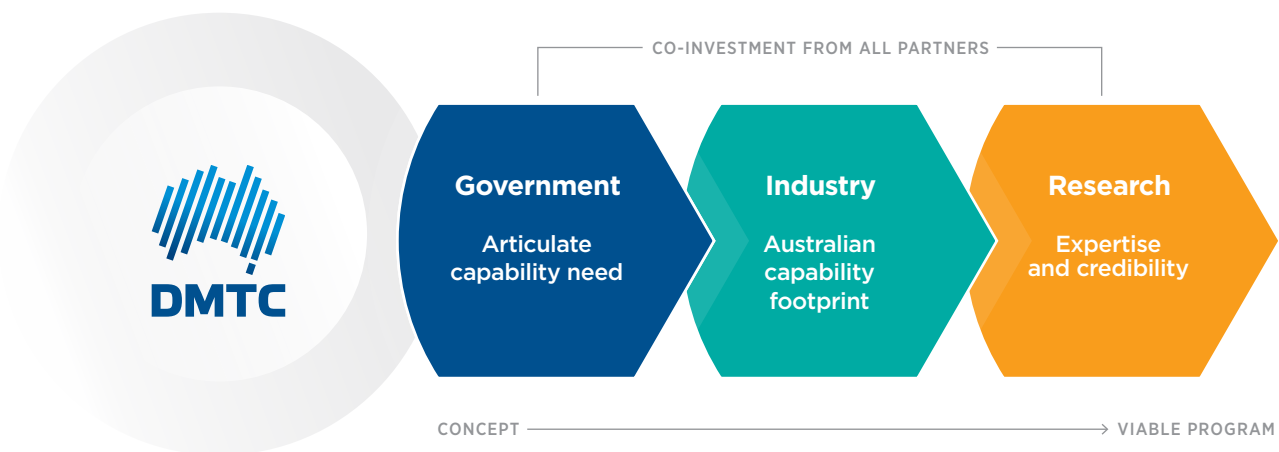 CO-INVESTMENT FROM ALL PARTNERS
DMTC
Government
Articulate
capability need
Industry
Australian
capability
footprint
Research
Expertise
and credibility
CONCEPT
VIABLE PROGRAM